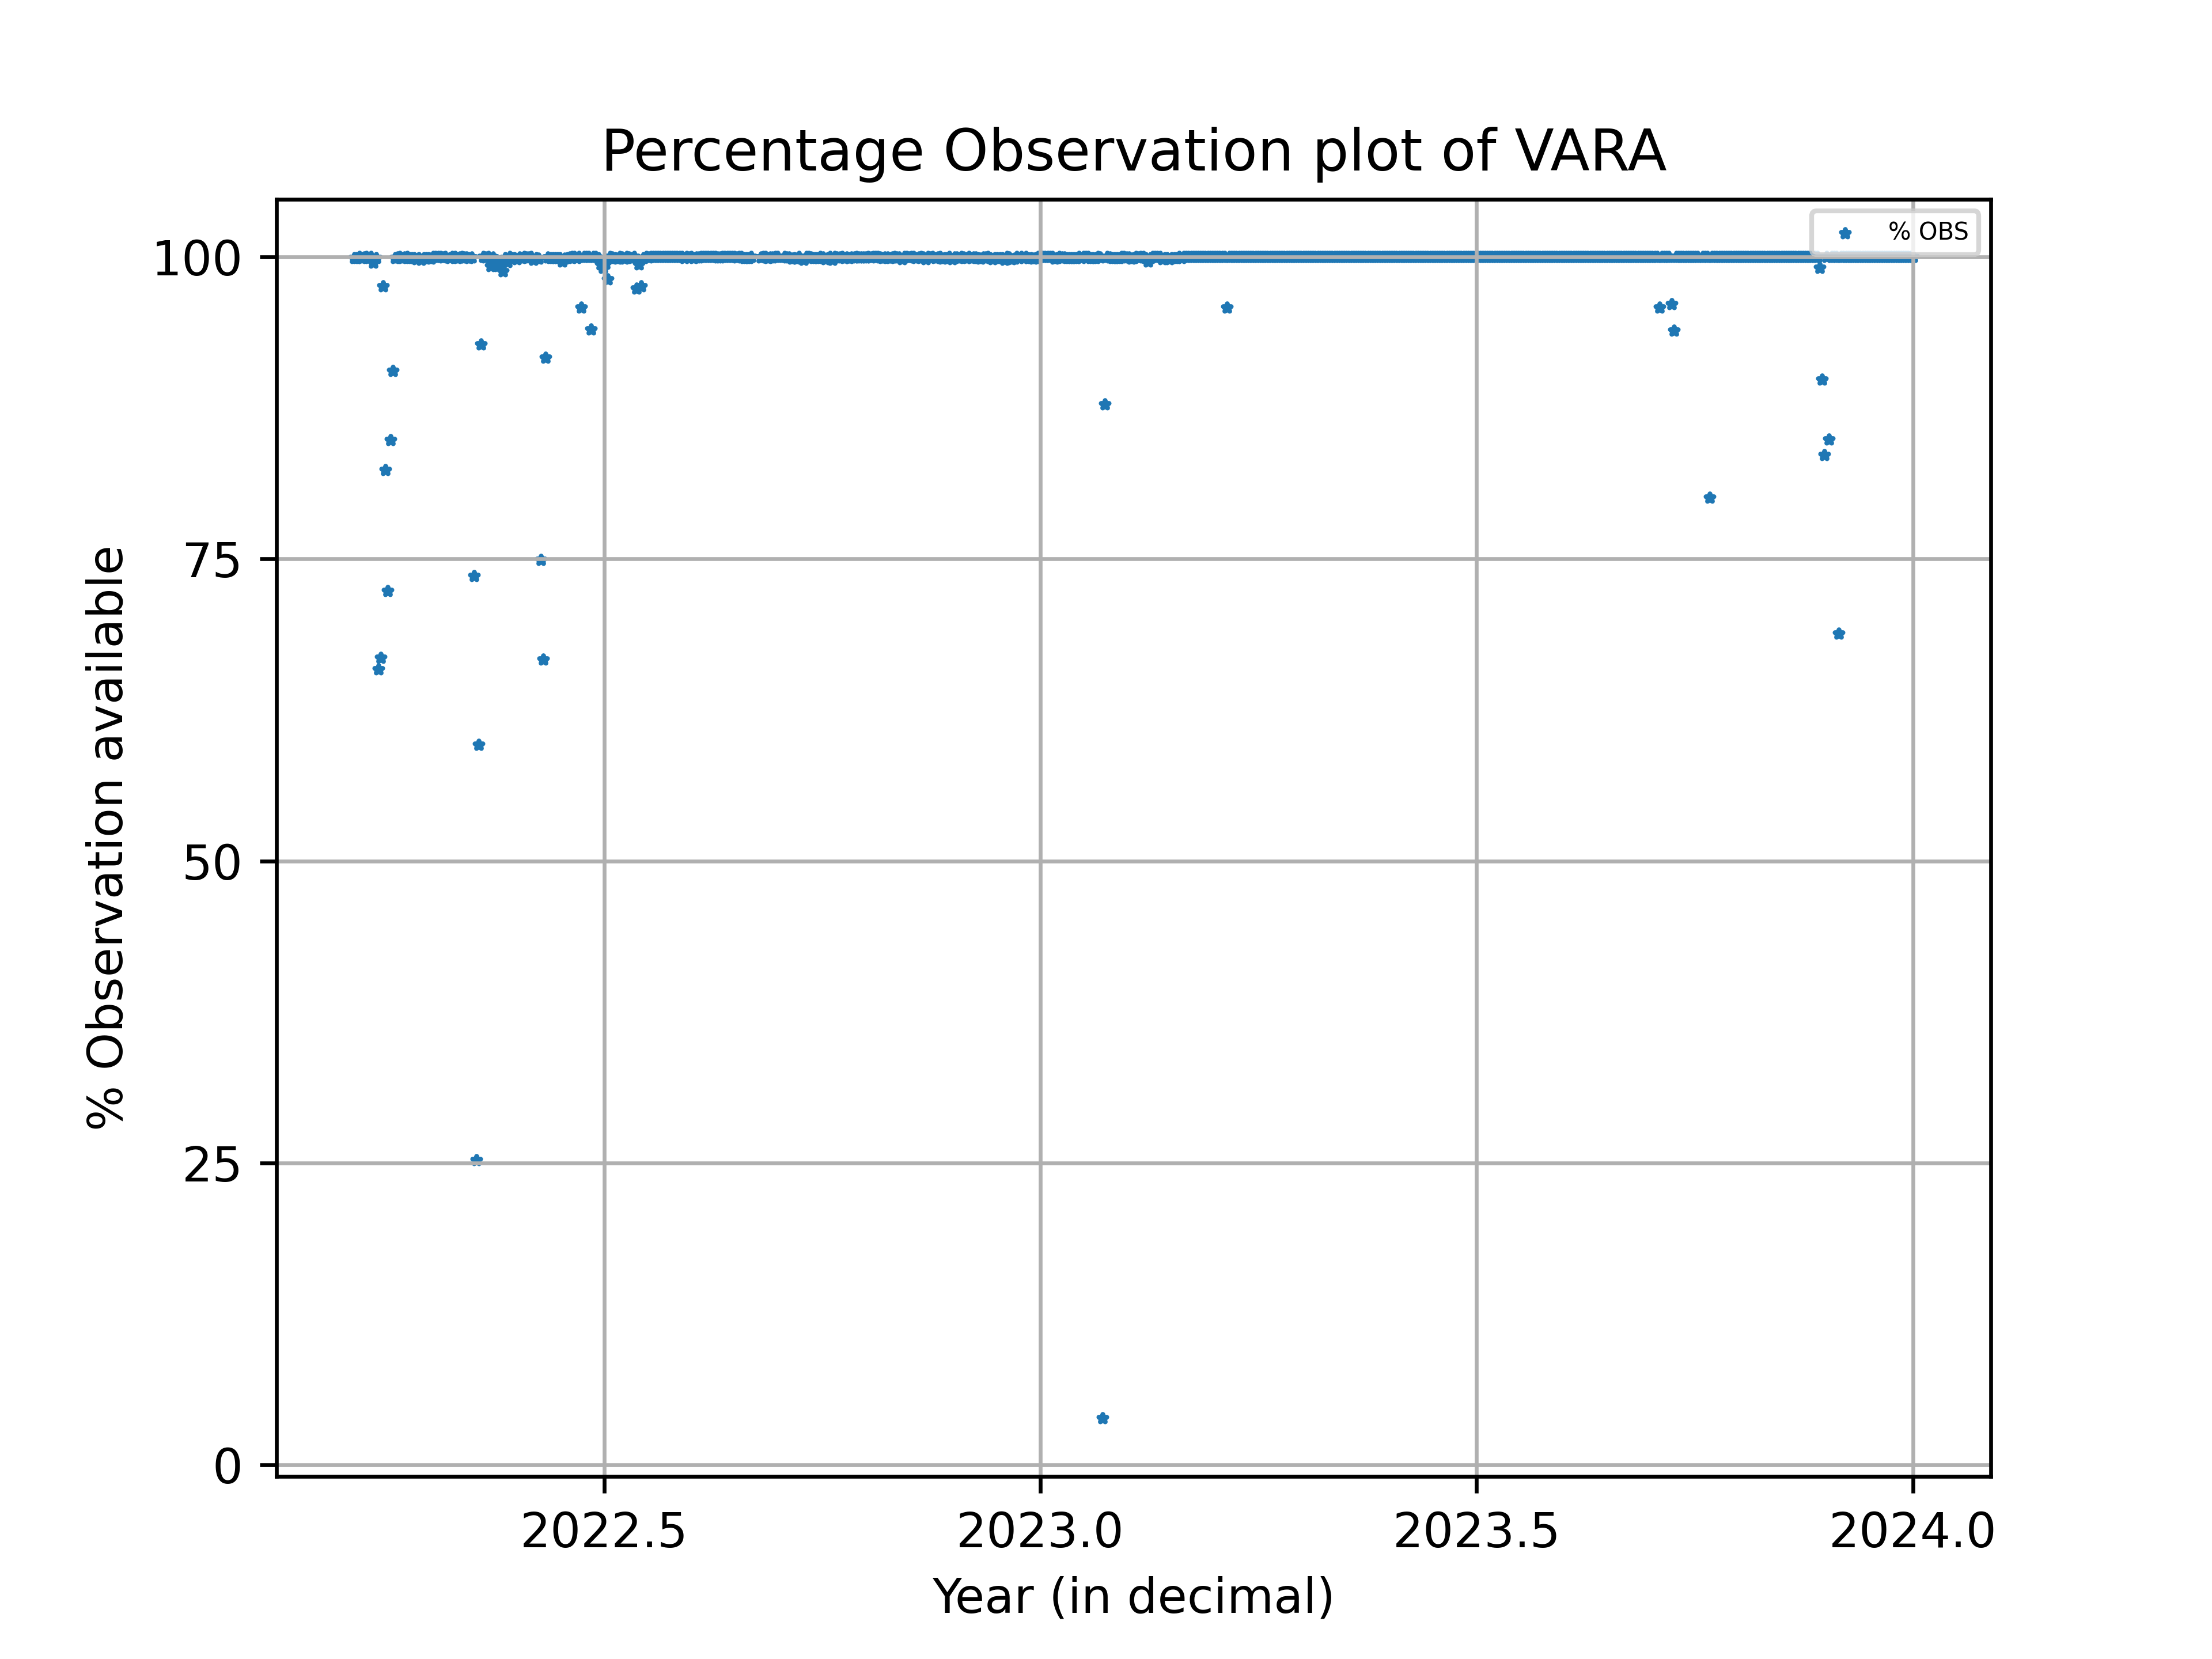 Percentage Observation plot of VARA
% OBS
100
75
50
25
0
% Observation available
2022.5 2023.0 2023.5 2024.0
Year (in decimal)